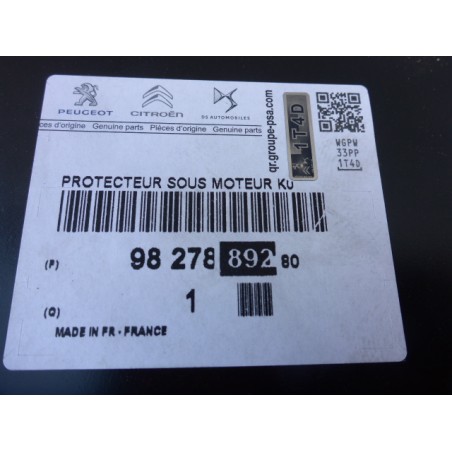 PEUGEOT CITROËN DS AUTOMOBILES
ces d'origine Genuine parts Pièces d'origine Genuine parts
qr.groupe-psa.com
1T4D
WGPW
33PP
1T4D
PROTECTEUR SOUS MOTEUR KU
(P) 98 278 892 80
(Q) 1
MADE IN FR - FRANCE